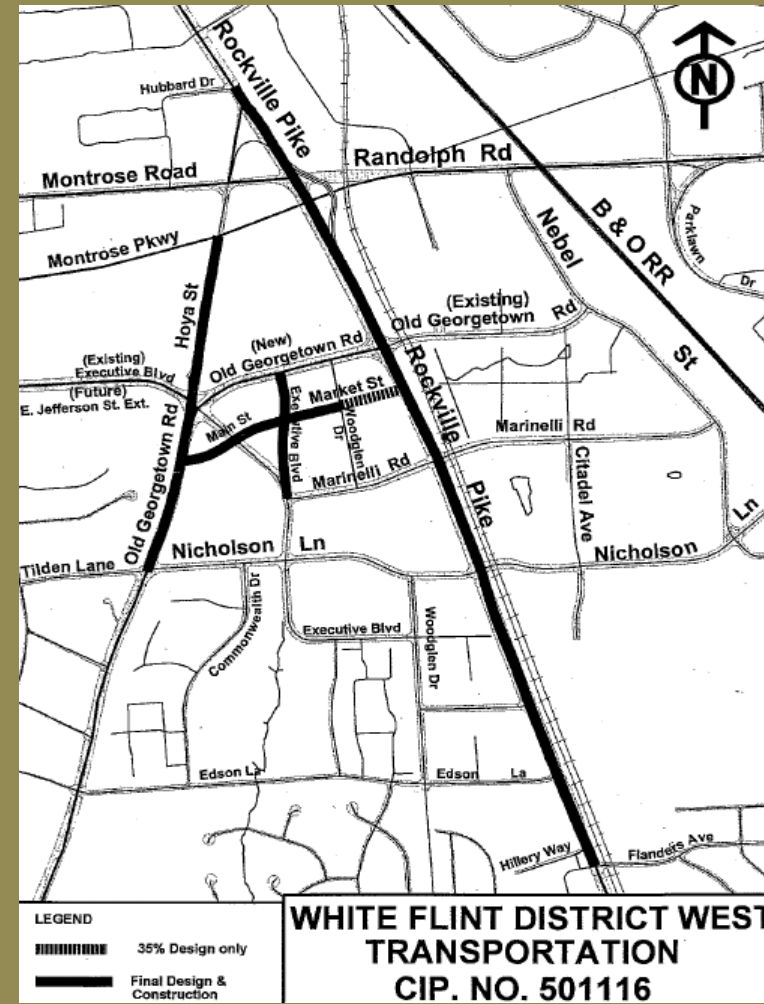 Hubbard Dr
Rockville Pike
N
Montrose Road
Randolph Rd
Montrose Pkwy
Nebel
B & O RR
Parklawn
Dr
Hoya St
(Existing)
Old Georgetown Rd
(New)
Old Georgetown Rd
(Existing)
Executive Blvd
(Future)
E. Jefferson St. Ext.
Rockville
St
Market St
Main St
Executive Blvd
Woodglen
Dr
Marinelli Rd
Marinelli Rd
Old Georgetown Rd
Pike
Citadel Ave
Tilden Lane
Nicholson Ln
Nicholson
Ln
Commonwealth Dr
Executive Blvd
Woodglen Dr
Edson La
Edson La
Hillery Way
Flanders Ave
LEGEND
35% Design only
Final Design &
Construction
WHITE FLINT DISTRICT WEST
TRANSPORTATION
CIP. NO. 501116